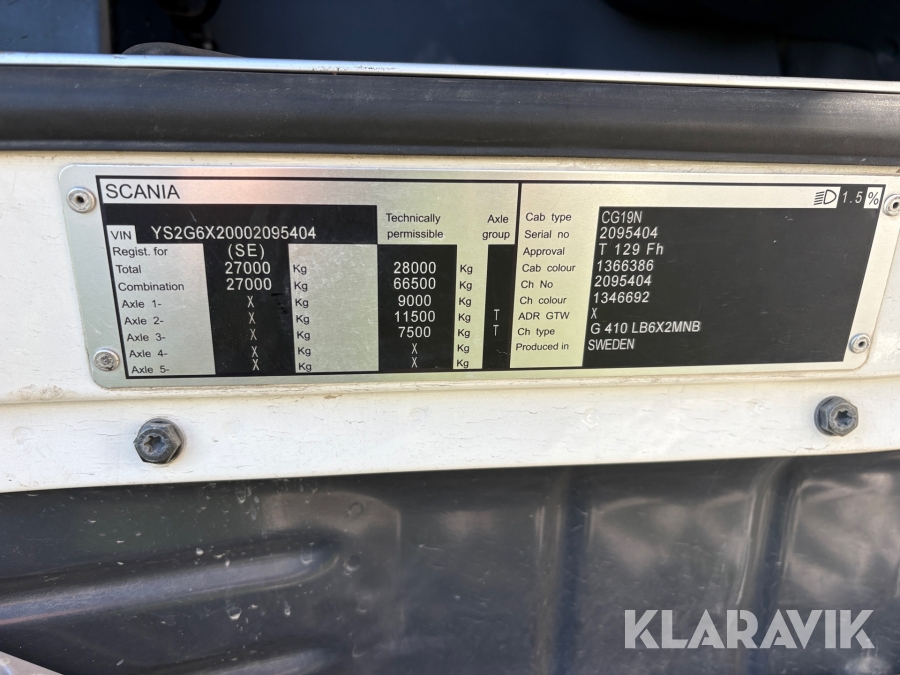 SCANIA
VIN YS2G6X20002095404
Technically permissible
Axle group
Regist. for (SE)
Total 27000 Kg 28000 Kg
Combination 27000 Kg 66500 Kg
Axle 1- X Kg 9000 Kg
Axle 2- X Kg 11500 Kg T
Axle 3- X Kg 7500 Kg T
Axle 4- X Kg X Kg
Axle 5- X Kg X Kg
1.5%
Cab type CG19N
Serial no 2095404
Approval T 129 Fh
Cab colour 1366386
Ch No 2095404
Ch colour 1346692
ADR GTW X
Ch type G 410 LB6X2MNB
Produced in SWEDEN
KLARAVIK